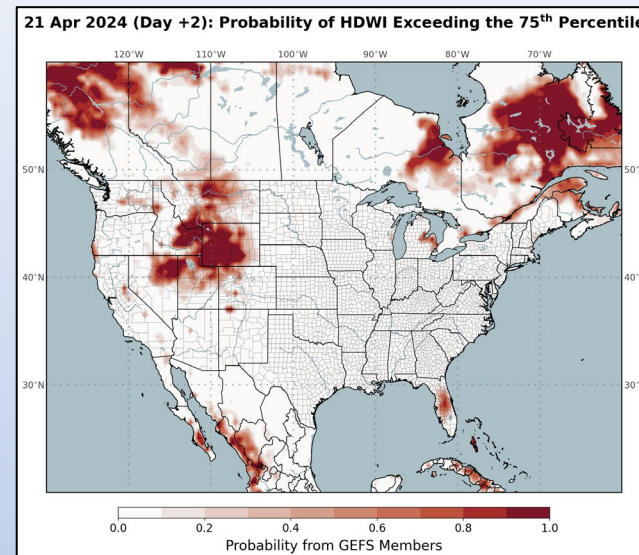 21 Apr 2024 (Day +2): Probability of HDWI Exceeding the 75th Percentile
120°W 110°W 100°W 90°W 80°W 70°W
50°N
40°N 40°
30°N 30°
0.0 0.2 0.4 0.6 0.8 1.0
Probability from GEFS Members